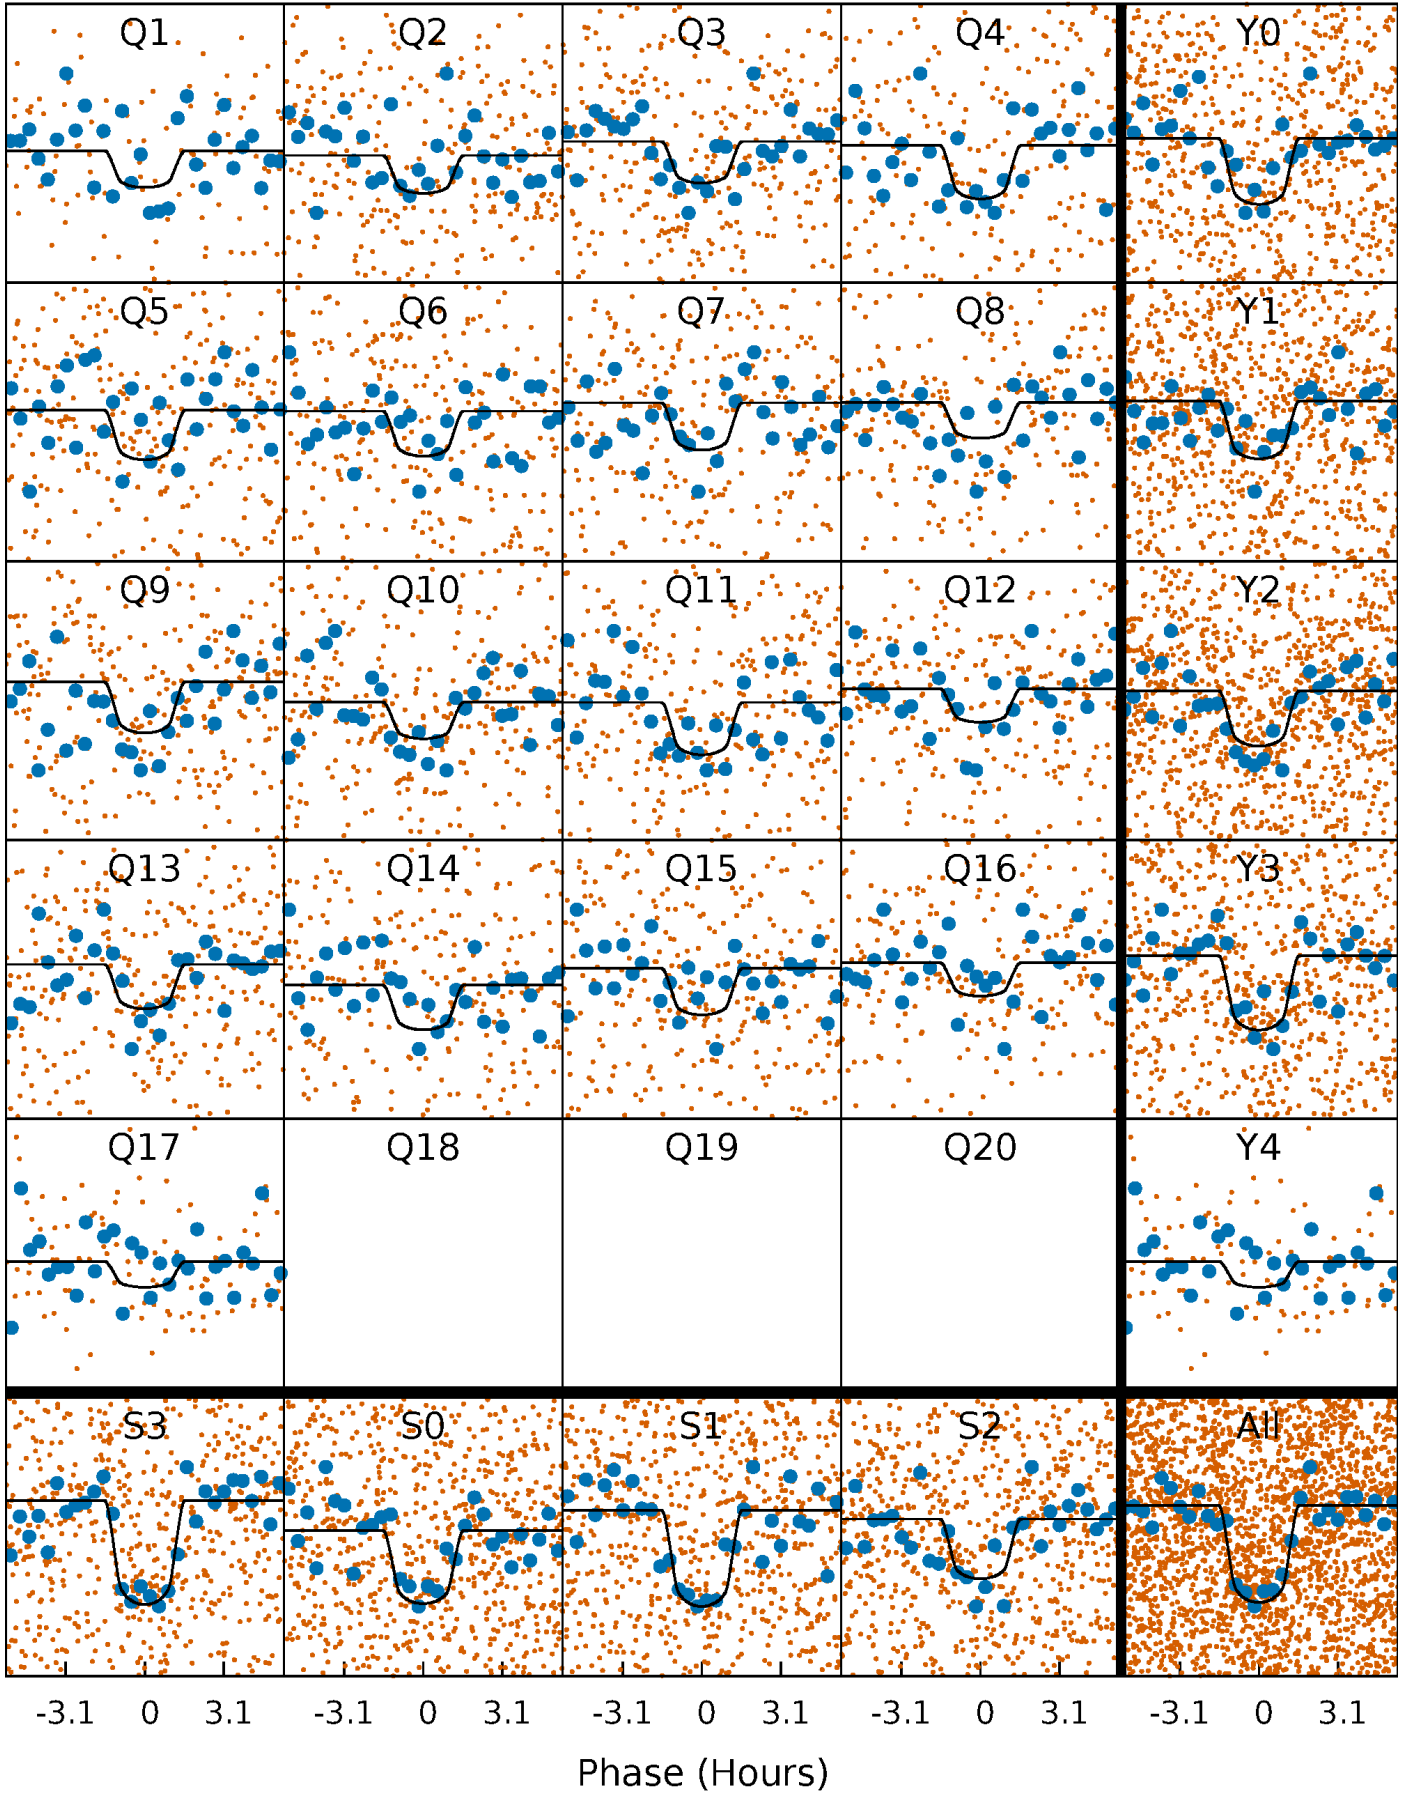 Q1 Q2 Q3 Q4 Y0
Q5 Q6 Q7 Q8 Y1
Q9 Q10 Q11 Q12 Y2
Q13 Q14 Q15 Q16 Y3
Q17 Q18 Q19 Q20 Y4
S3 S0 S1 S2 All
-3.1 0 3.1 -3.1 0 3.1 -3.1 0 3.1 -3.1 0 3.1 -3.1 0 3.1
Phase (Hours)